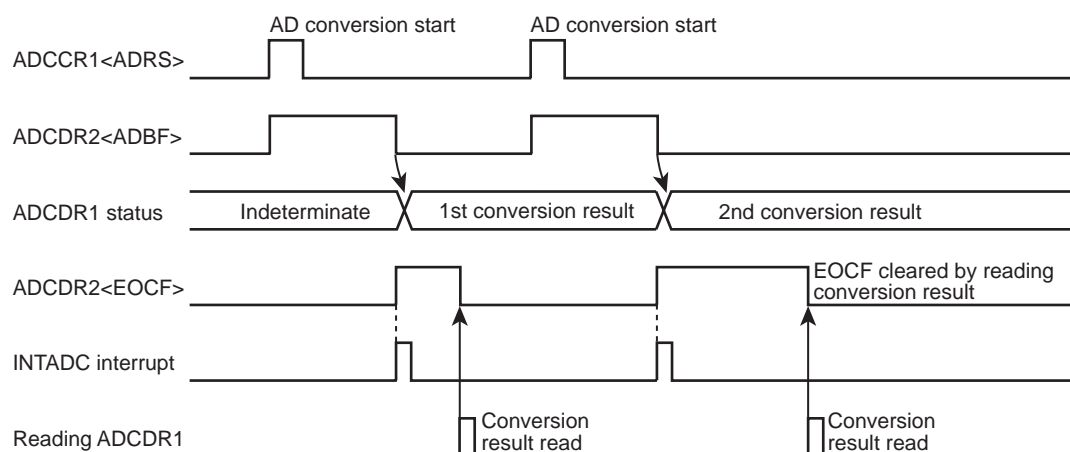 AD conversion start
AD conversion start
ADCCR1<ADRS>
ADCDR2<ADBF>
ADCDR1 status
Indeterminate
1st conversion result
2nd conversion result
ADCDR2<EOCF>
EOCF cleared by reading
conversion result
INTADC interrupt
Reading ADCDR1
Conversion
result read
Conversion
result read